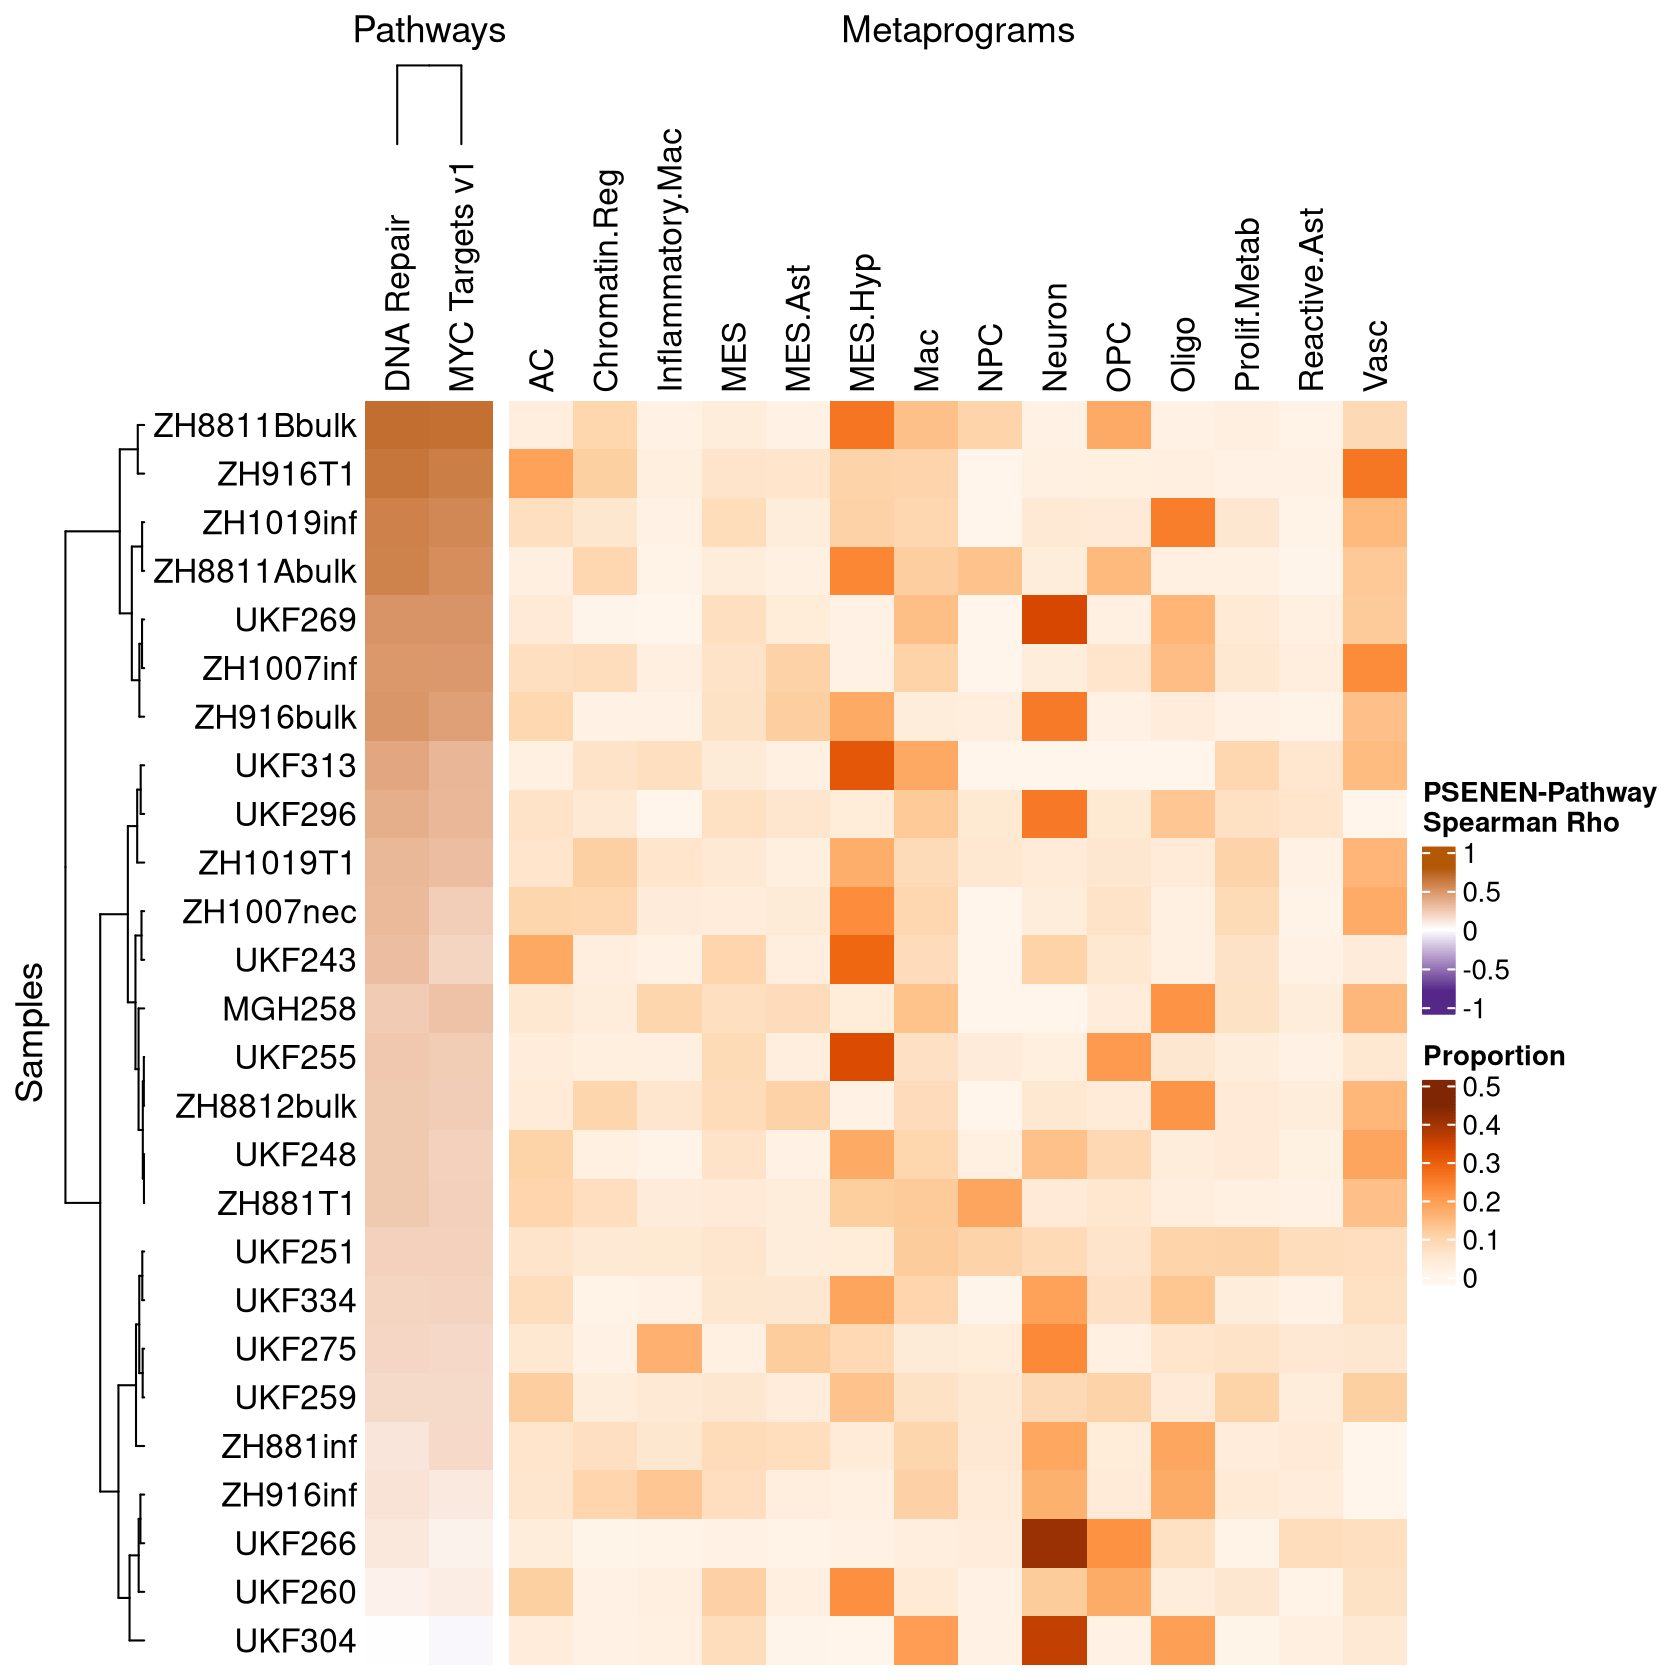 Pathways
Metaprograms
DNA Repair
MYC Targets v1
AC
Chromatin.Reg
Inflammatory.Mac
MES
MES.Ast
MES.Hyp
Mac
NPC
Neuron
OPC
Oligo
Prolif.Metab
Reactive.Ast
Vasc
Samples
ZH8811Bbulk
ZH916T1
ZH1019inf
ZH8811Abulk
UKF269
ZH1007inf
ZH916bulk
UKF313
UKF296
ZH1019T1
ZH1007nec
UKF243
MGH258
UKF255
ZH8812bulk
UKF248
ZH881T1
UKF251
UKF334
UKF275
UKF259
ZH881inf
ZH916inf
UKF266
UKF260
UKF304
PSENEN-Pathway
Spearman Rho
1
0.5
0
-0.5
-1
Proportion
0.5
0.4
0.3
0.2
0.1
0